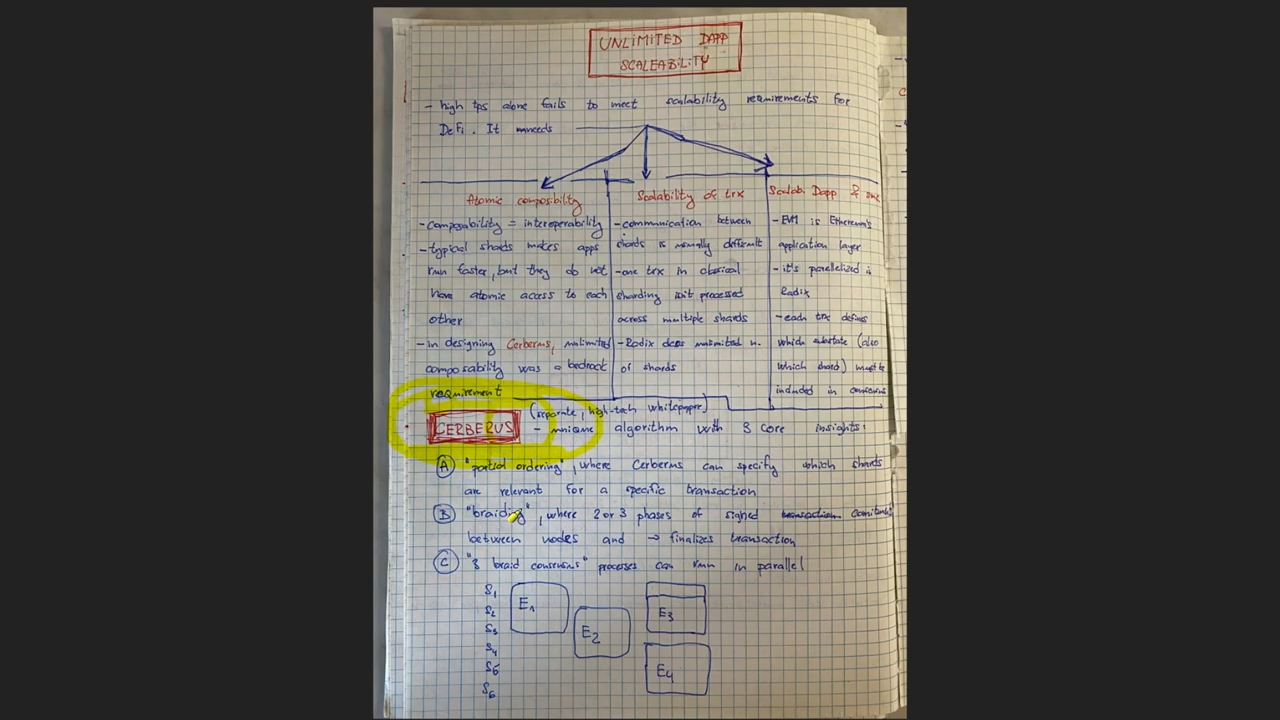 UNLIMITED DAPP
SCALEABILITY
- high tps alone fails to meet scalability requirements for
DeFi. It needs
Atomic composibility
- composability = interoperability
- typical shards makes apps
run faster, but they do not
have atomic access to each
other
- In designing Cerberus, unlimited
composability was a bedrock
requirement
Scalability of trx
- communication between
shards is usually difficult
- one trx in classical
sharding isn't processed
across multiple shards
- Radix does unlimited n.
of shards
Scalab. Dapp &
- EVM is Ethereum's
application layer
- it's parellelized in
Radix
- each trx defines
which substate (also
which shard) must be
included in consensus
(separate, high-tech whitepaper)
CERBERUS - unique algorithm with 3 core insights:
A "partial ordering", where Cerberus can specify which shards
are relevant for a specific transaction
B "braiding", where 2 or 3 phases of signed transaction comitments
between nodes and → finalizes transaction
C "3 braid consensus" processes can run in parallel
S1
S2
S3
S4
S5
S6
E1
E2
E3
E4